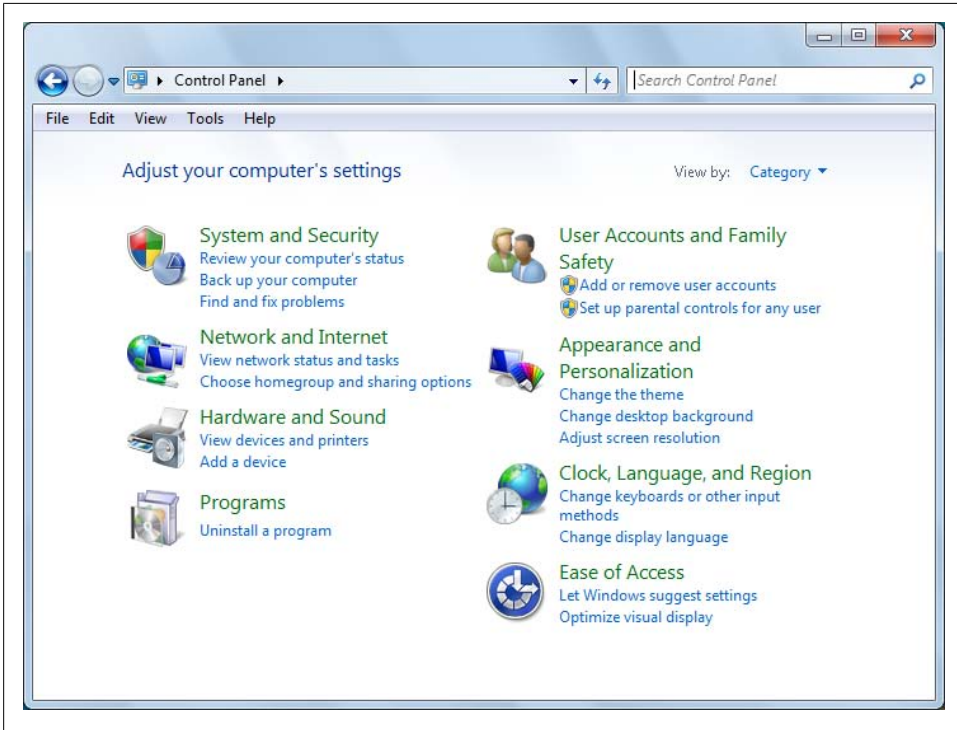 Control Panel
Search Control Panel
File Edit View Tools Help
Adjust your computer's settings
View by: Category
System and Security
Review your computer's status
Back up your computer
Find and fix problems
Network and Internet
View network status and tasks
Choose homegroup and sharing options
Hardware and Sound
View devices and printers
Add a device
Programs
Uninstall a program
User Accounts and Family
Safety
Add or remove user accounts
Set up parental controls for any user
Appearance and
Personalization
Change the theme
Change desktop background
Adjust screen resolution
Clock, Language, and Region
Change keyboards or other input
methods
Change display language
Ease of Access
Let Windows suggest settings
Optimize visual display